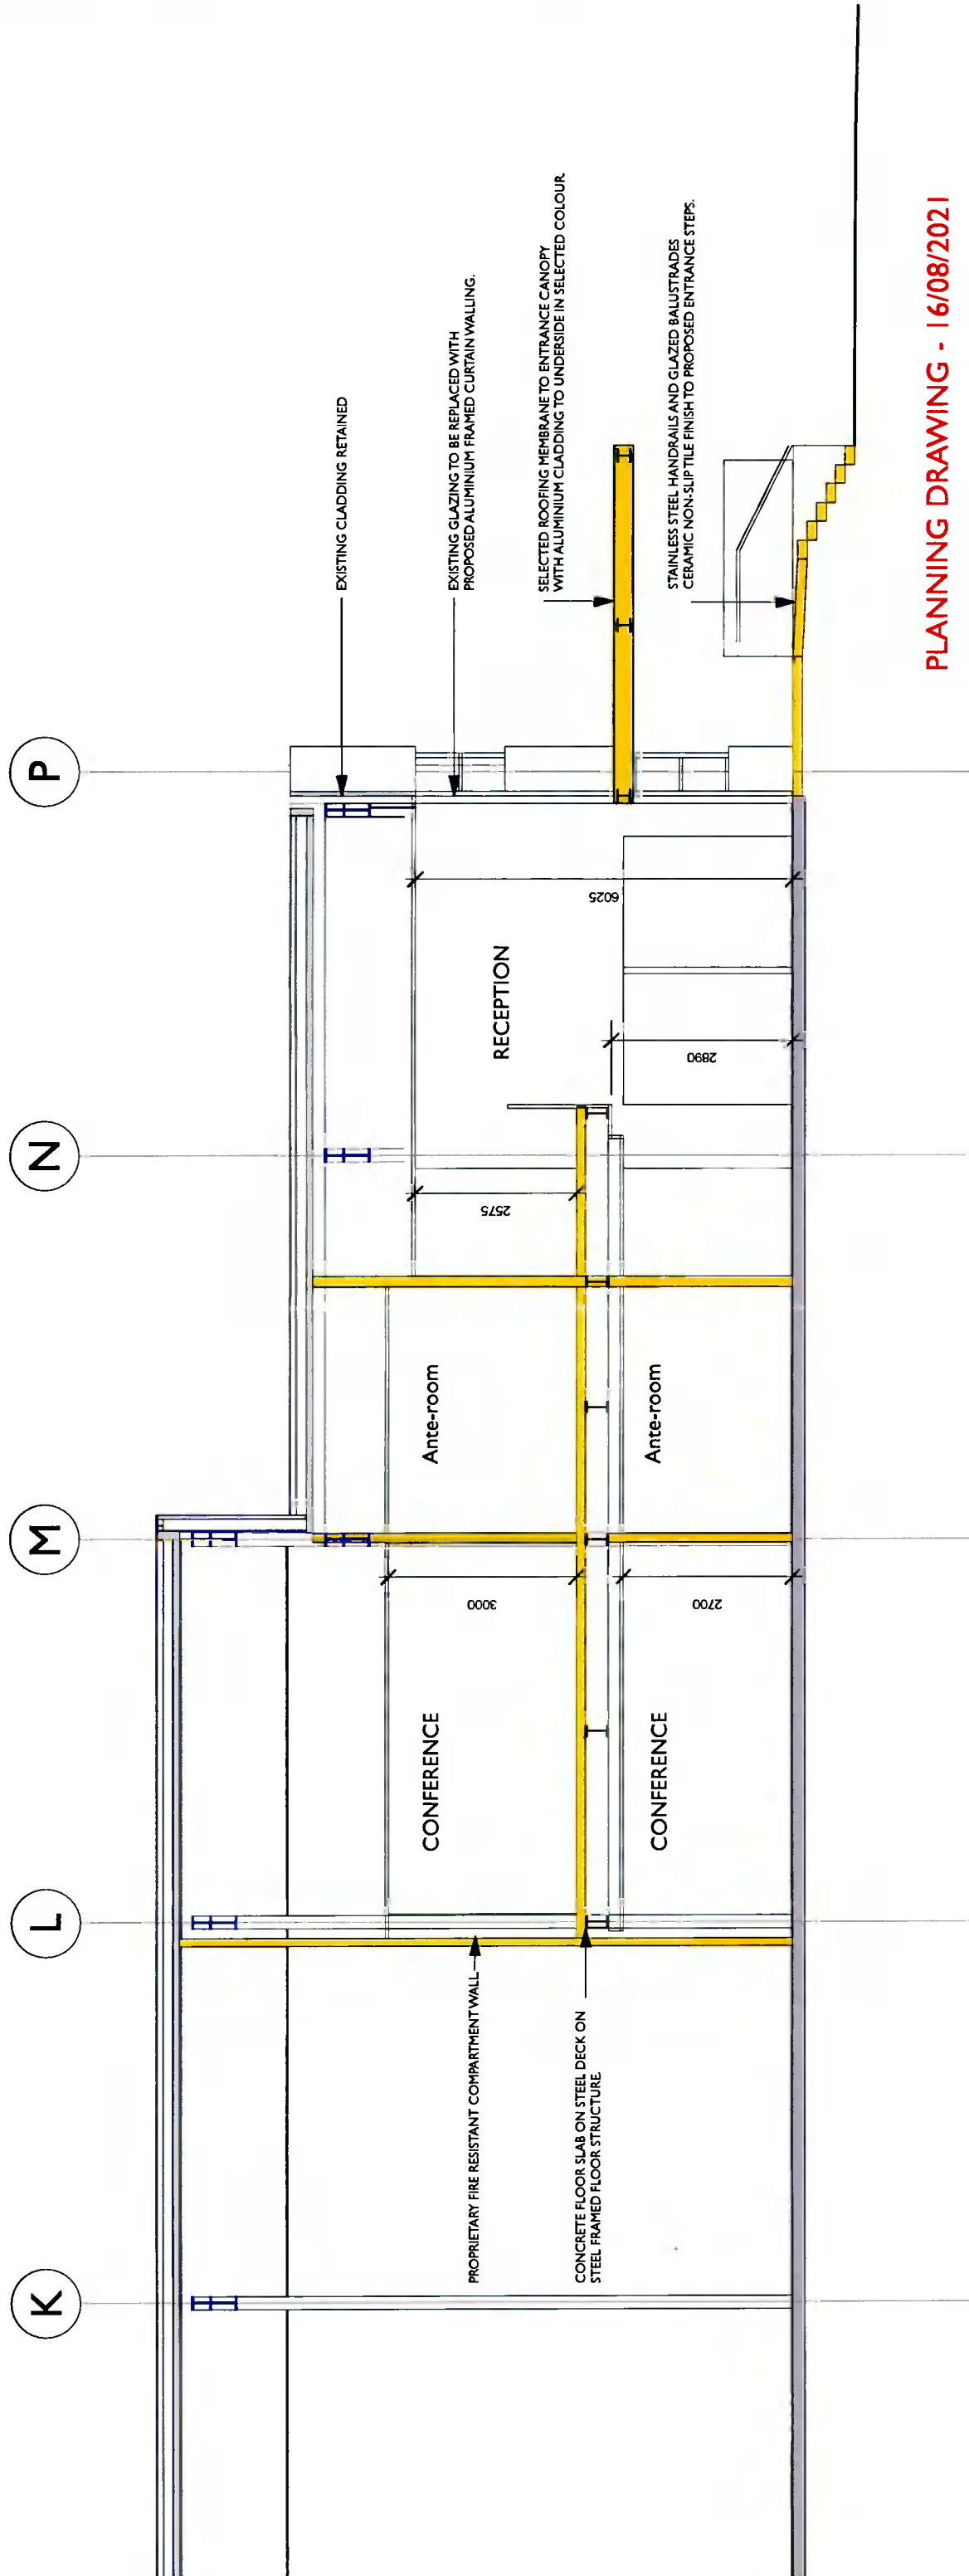 K
L
M
N
P
EXISTING CLADDING RETAINED
EXISTING GLAZING TO BE REPLACED WITH
PROPOSED ALUMINIUM FRAMED CURTAIN WALLING.
SELECTED ROOFING MEMBRANE TO ENTRANCE CANOPY
WITH ALUMINIUM CLADDING TO UNDERSIDE IN SELECTED COLOUR.
STAINLESS STEEL HANDRAILS AND GLAZED BALUSTRADES
CERAMIC NON-SLIP TILE FINISH TO PROPOSED ENTRANCE STEPS.
PROPRIETARY FIRE RESISTANT COMPARTMENT WALL
CONCRETE FLOOR SLAB ON STEEL DECK ON
STEEL FRAMED FLOOR STRUCTURE.
CONFERENCE
3000
Ante-room
2575
RECEPTION
6025
CONFERENCE
2700
Ante-room
2890
PLANNING DRAWING - 16/08/2021